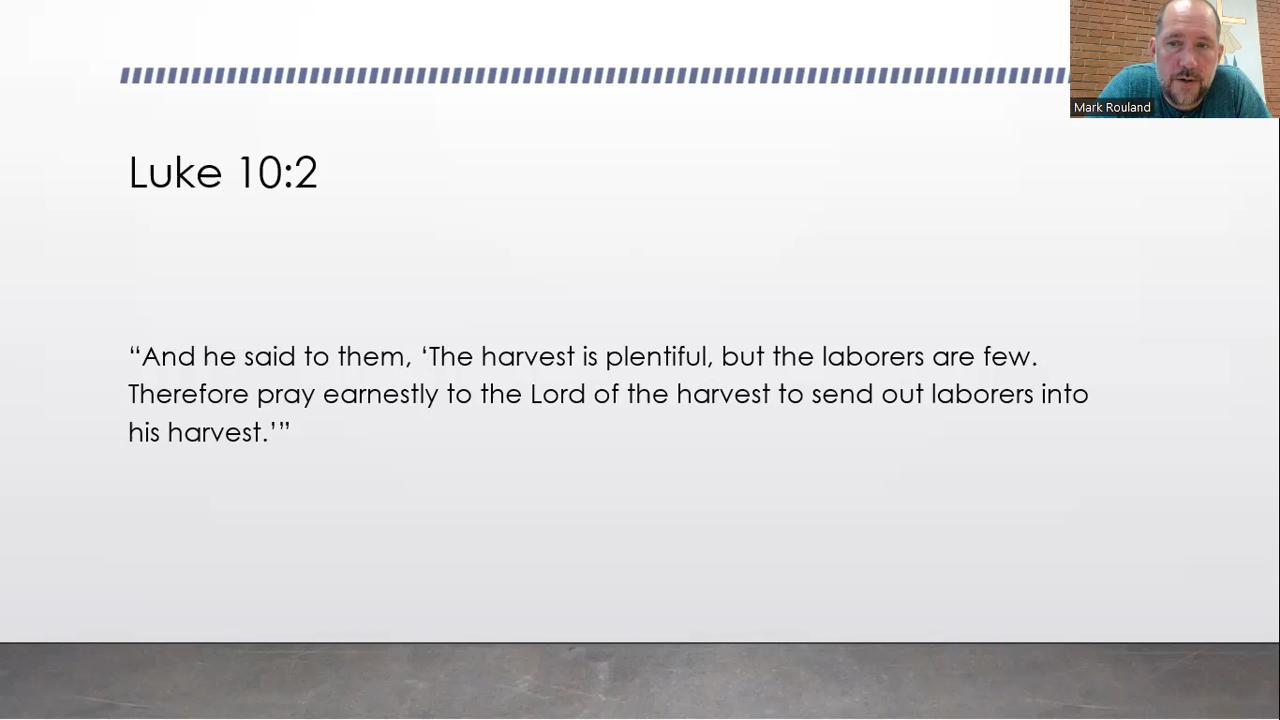 Mark Rouland
Luke 10:2
“And he said to them, ‘The harvest is plentiful, but the laborers are few.
Therefore pray earnestly to the Lord of the harvest to send out laborers into
his harvest.’”